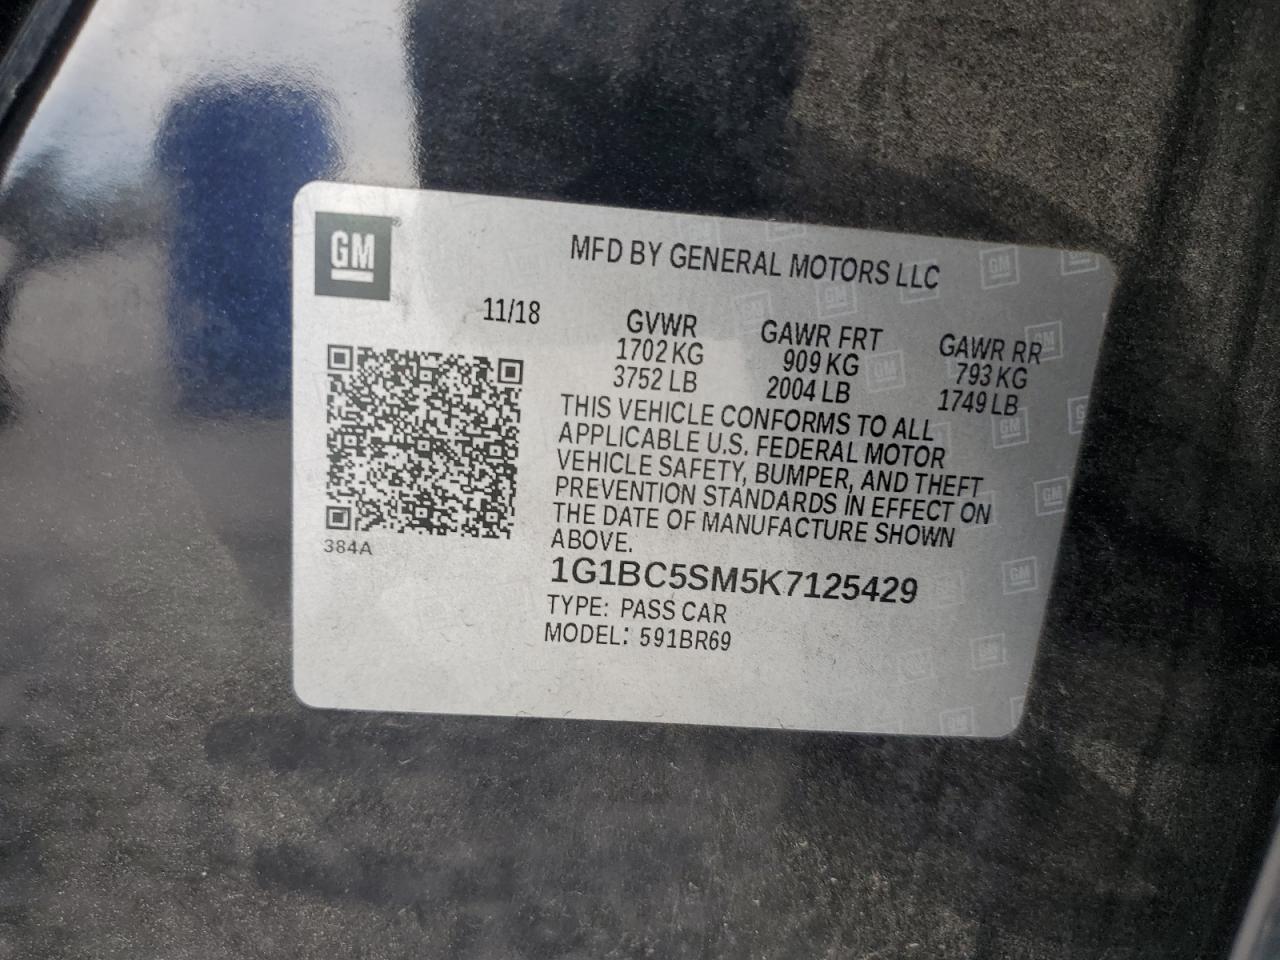 GM
MFD BY GENERAL MOTORS LLC
11/18
GVWR
1702 KG
3752 LB
GAWR FRT
909 KG
2004 LB
GAWR RR
793 KG
1749 LB
THIS VEHICLE CONFORMS TO ALL
APPLICABLE U.S. FEDERAL MOTOR
VEHICLE SAFETY, BUMPER, AND THEFT
PREVENTION STANDARDS IN EFFECT ON
THE DATE OF MANUFACTURE SHOWN
ABOVE.
384A
1G1BC5SM5K7125429
TYPE: PASS CAR
MODEL: 591BR69